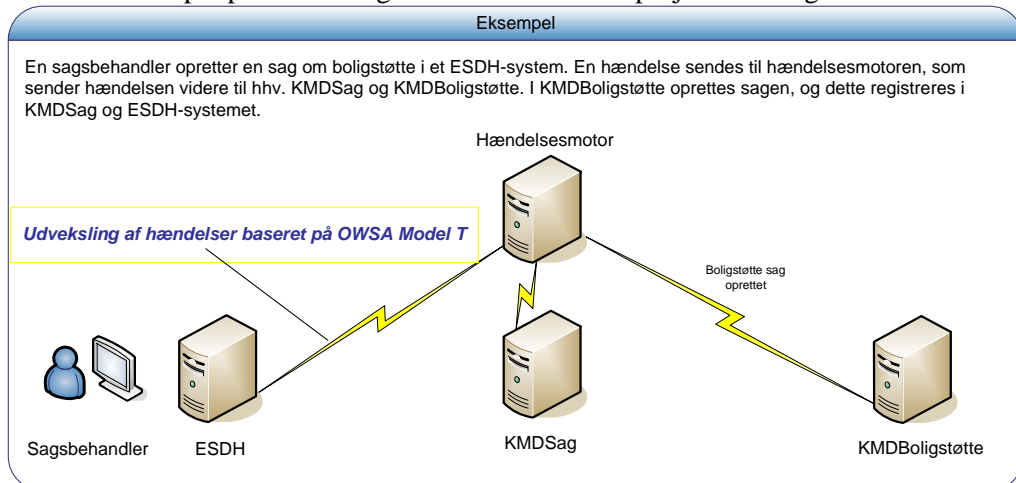 Eksempel
En sagsbehandler opretter en sag om boligstøtte i et ESDH-system. En hændelse sendes til hændelsesmotoren, som
sender hændelsen videre til hhv. KMDSag og KMDBoligstøtte. I KMDBoligstøtte oprettes sagen, og dette registreres i
KMDSag og ESDH-systemet.
Hændelsesmotor
Udveksling af hændelser baseret på OWSA Model T
Boligstøtte sag
oprettet
Sagsbehandler
ESDH
KMDSag
KMDBoligstøtte